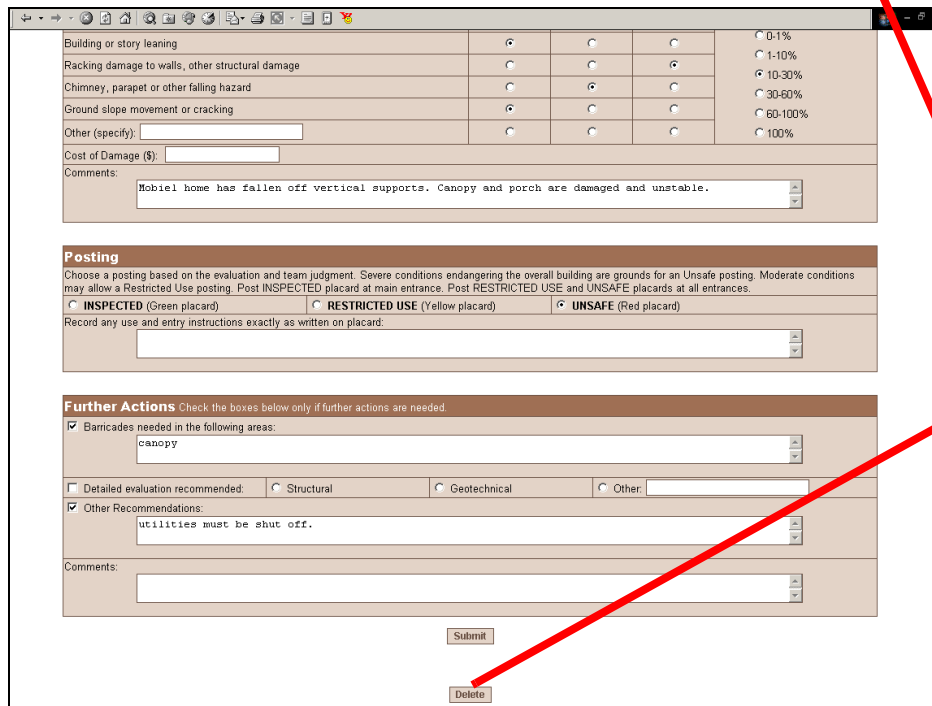 Building or story leaning
0-1%
Racking damage to walls, other structural damage
1-10%
10-30%
Chimney, parapet or other falling hazard
30-60%
Ground slope movement or cracking
60-100%
Other (specify):
100%
Cost of Damage ($):
Comments:
Mobiel home has fallen off vertical supports. Canopy and porch are damaged and unstable.
Posting
Choose a posting based on the evaluation and team judgment. Severe conditions endangering the overall building are grounds for an Unsafe posting. Moderate conditions
may allow a Restricted Use posting. Post INSPECTED placard at main entrance. Post RESTRICTED USE and UNSAFE placards at all entrances.
INSPECTED (Green placard) RESTRICTED USE (Yellow placard) UNSAFE (Red placard)
Record any use and entry instructions exactly as written on placard:
Further Actions Check the boxes below only if further actions are needed.
Barricades needed in the following areas:
canopy
Detailed evaluation recommended: Structural Geotechnical Other:
Other Recommendations:
utilities must be shut off.
Comments:
Submit
Delete